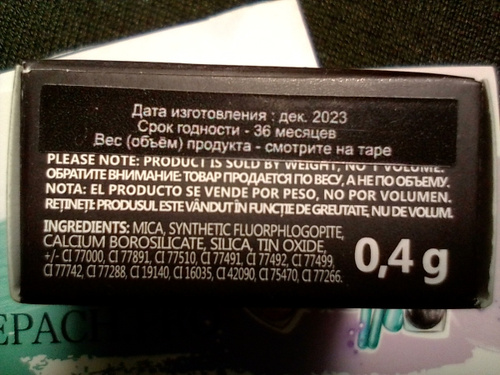 Дата изготовления : дек. 2023
Срок годности - 36 месяцев
Вес (объём) продукта - смотрите на таре
PLEASE NOTE: PRODUCT IS SOLD BY WEIGHT, NOT VOLUME.
ОБРАТИТЕ ВНИМАНИЕ: ТОВАР ПРОДАЕТСЯ ПО ВЕСУ, А НЕ ПО ОБЪЕМУ.
NOTA: EL PRODUCTO SE VENDE POR PESO, NO POR VOLUMEN.
REȚINEȚI: PRODUSUL ESTE VÂNDUT ÎN FUNCȚIE DE GREUTATE, NU DE VOLUM.
INGREDIENTS: MICA, SYNTHETIC FLUORPHLOGOPITE,
CALCIUM BOROSILICATE, SILICA, TIN OXIDE,
+/- CI 77000, CI 77891, CI 77510, CI 77491, CI 77492, CI 77499,
CI 77742, CI 77288, CI 19140, CI 16035, CI 42090, CI 75470, CI 77266.
0,4 g